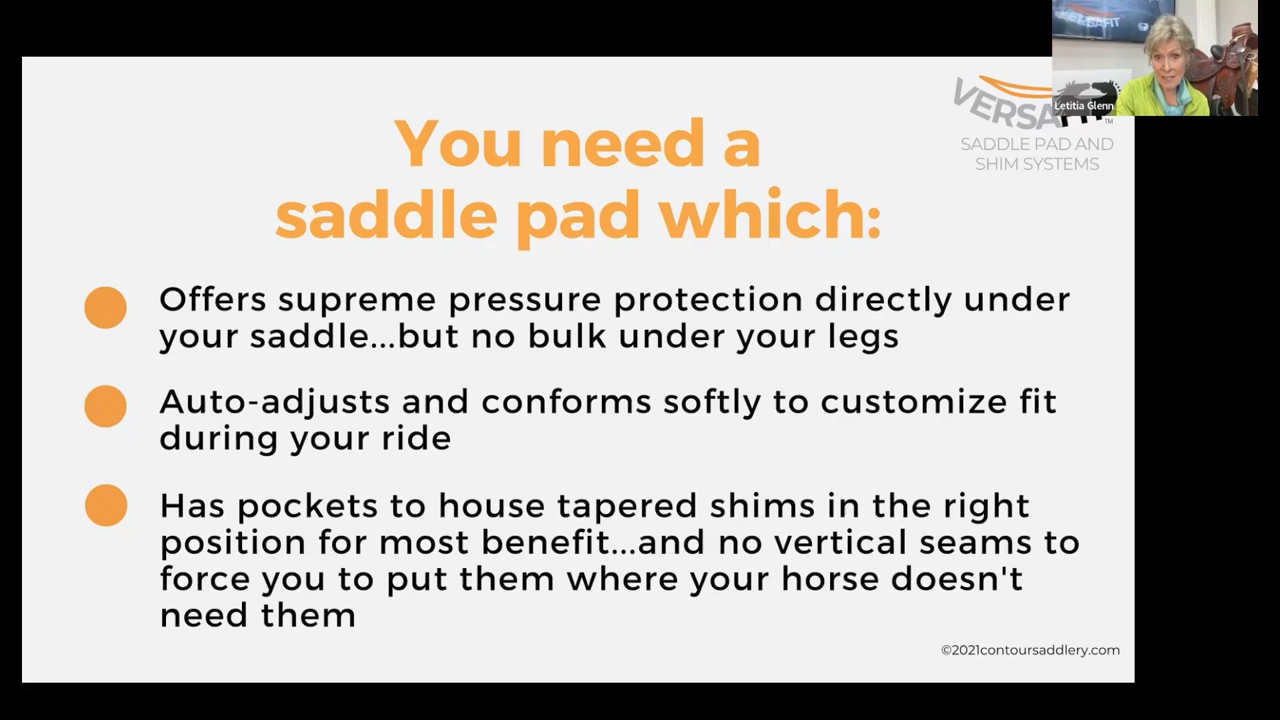 VERSAFIT
Letitia Glenn
VERSA
™
SADDLE PAD AND
SHIM SYSTEMS
You need a
saddle pad which:
Offers supreme pressure protection directly under
your saddle...but no bulk under your legs
Auto-adjusts and conforms softly to customize fit
during your ride
Has pockets to house tapered shims in the right
position for most benefit...and no vertical seams to
force you to put them where your horse doesn't
need them
©2021contoursaddlery.com